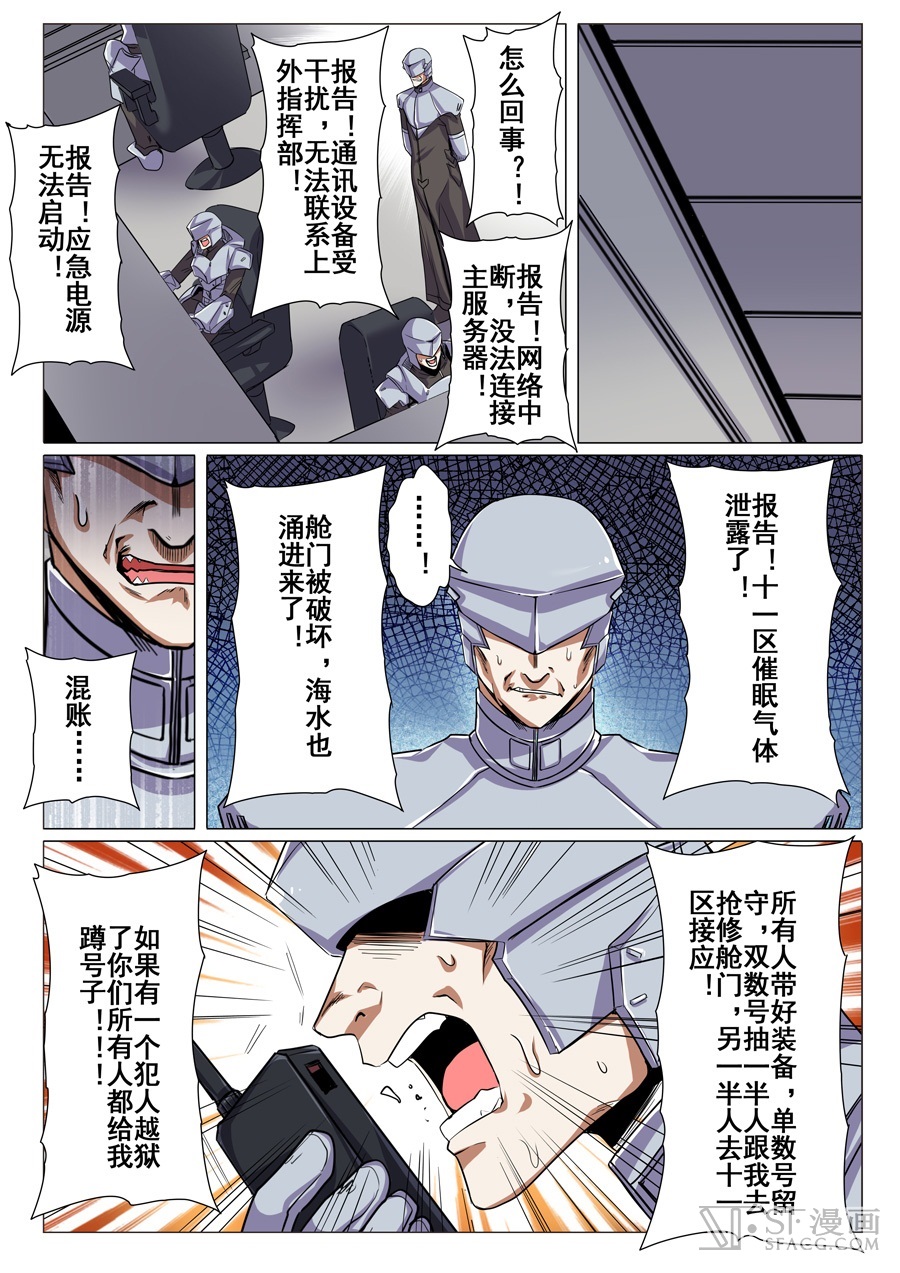 怎么回事？！
报告！网络中
断，没法连接
主服务器！
报告！通讯设备受
干扰，无法联系上
外指挥部！
报告！应急电源
无法启动！
报告！十一区催眠气体
泄露了！
……！
舱门被破坏，海水也
涌进来了！
混账……
所有人带好装备，单数号留
守，双数号抽一半人跟我去
抢修舱门，另一半人去十一
区接应！
如果有一个犯人越狱
了你们所有人都给我
蹲号子！！！
SF漫画
SFACG.COM